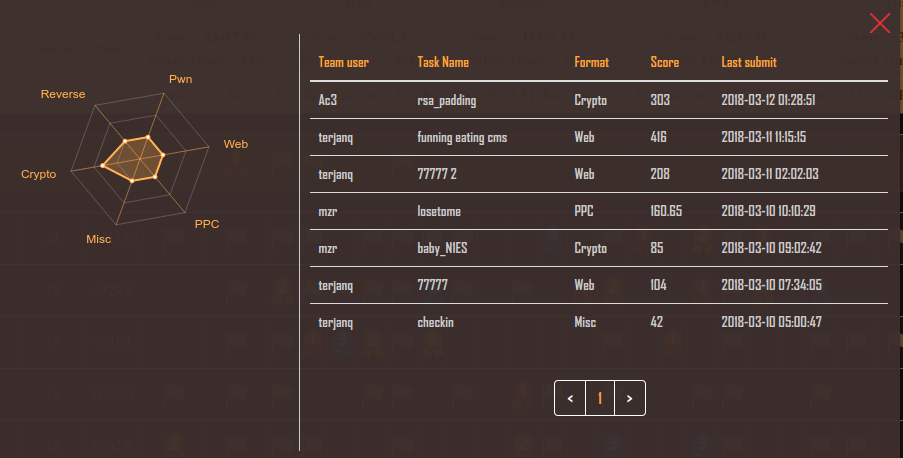 Pwn
Reverse
Web
Crypto
PPC
Misc
Team user Task Name Format Score Last submit
Ac3 rsa_padding Crypto 303 2018-03-12 01:28:51
terjanq funning eating cms Web 416 2018-03-11 11:15:15
terjanq 77777 2 Web 208 2018-03-11 02:02:03
mzr losetome PPC 160.65 2018-03-10 10:10:29
mzr baby_N1ES Crypto 85 2018-03-10 09:02:42
terjanq 77777 Web 104 2018-03-10 07:34:05
terjanq checkin Misc 42 2018-03-10 05:00:47
< 1 >